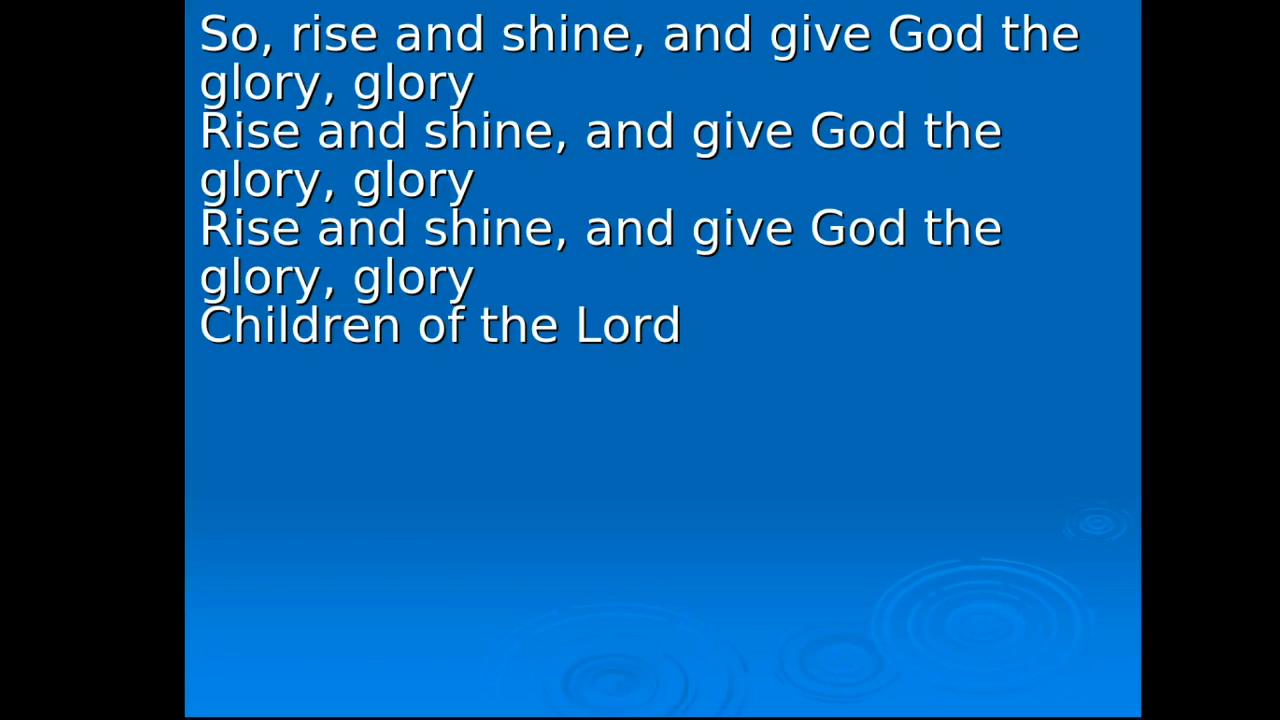 So, rise and shine, and give God the
glory, glory
Rise and shine, and give God the
glory, glory
Rise and shine, and give God the
glory, glory
Children of the Lord